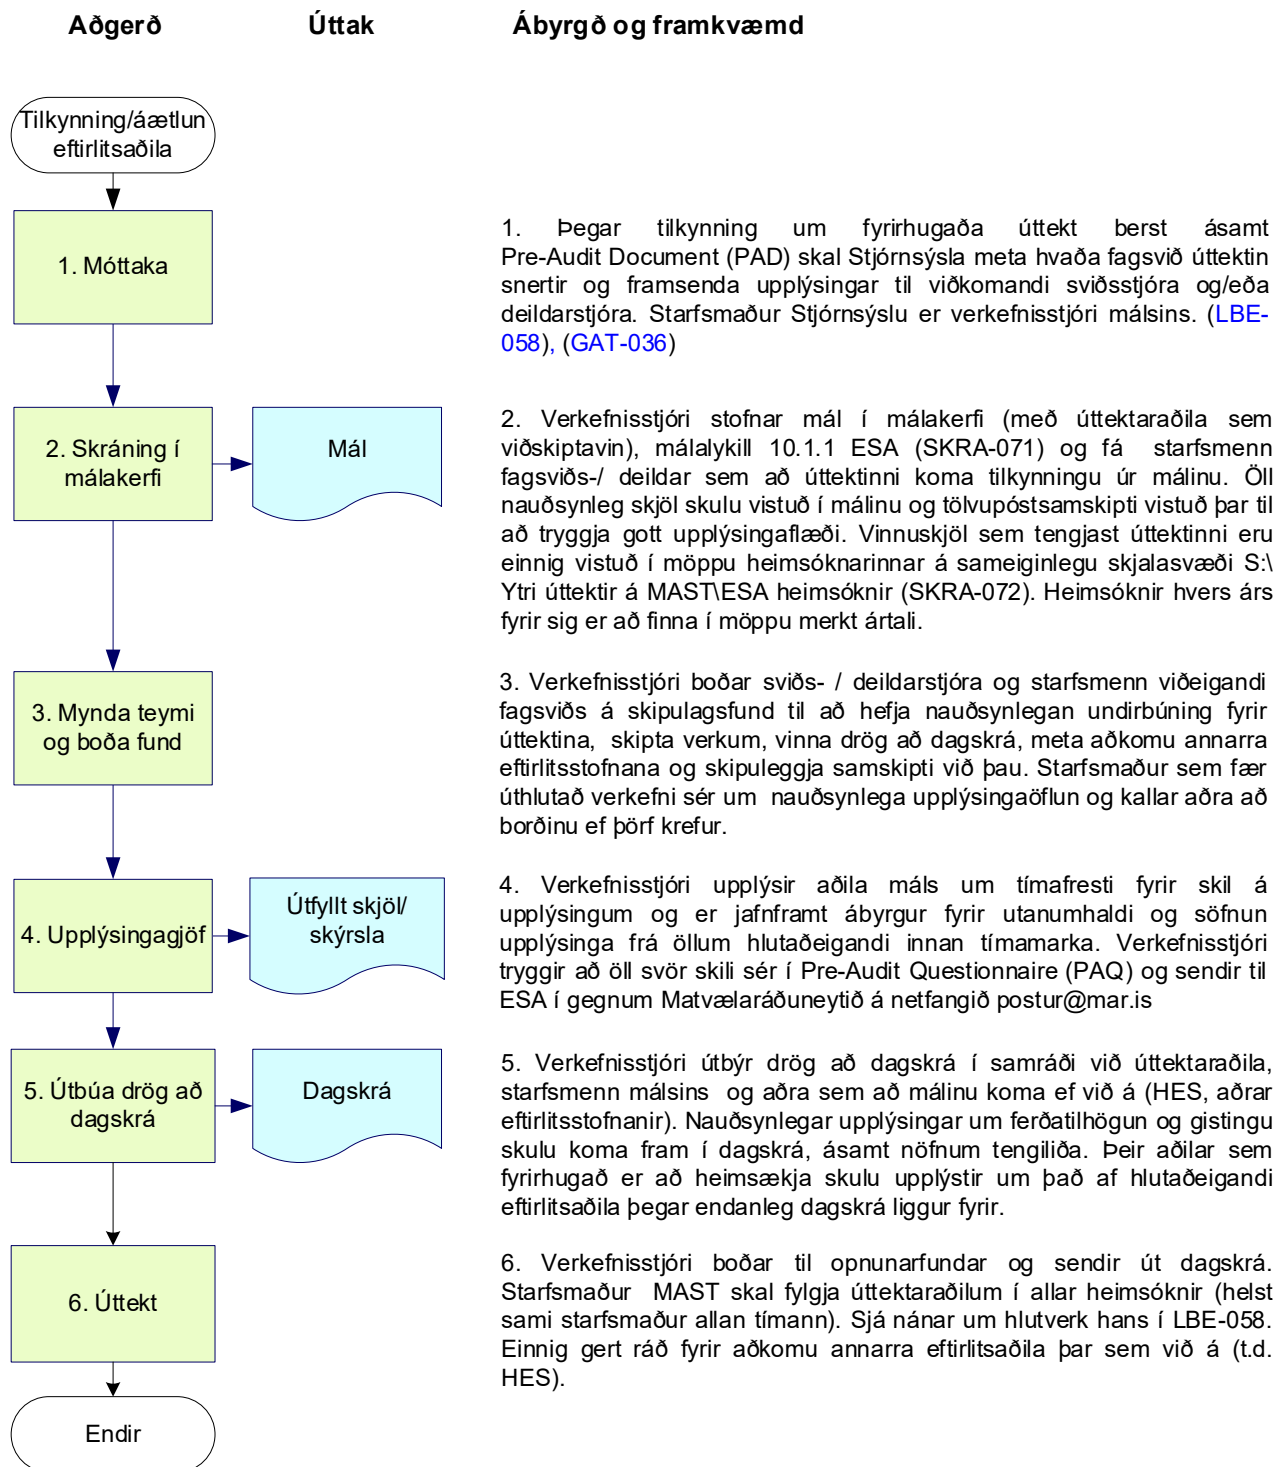 Aðgerð Úttak Ábyrgð og framkvæmd
Tilkynning/áætlun
eftirlitsaðila
1. Móttaka
1. Þegar tilkynning um fyrirhugaða úttekt berst ásamt
Pre-Audit Document (PAD) skal Stjórnsýsla meta hvaða fagsvið úttektin
snertir og framsenda upplýsingar til viðkomandi sviðsstjóra og/eða
deildarstjóra. Starfsmaður Stjórnsýslu er verkefnisstjóri málsins. (LBE-
058), (GAT-036)
2. Skráning í
málakerfi
Mál
2. Verkefnisstjóri stofnar mál í málakerfi (með úttektaraðila sem
viðskiptavin), málalykill 10.1.1 ESA (SKRA-071) og fá starfsmenn
fagsviðs-/ deildar sem að úttektinni koma tilkynningu úr málinu. Öll
nauðsynleg skjöl skulu vistuð í málinu og tölvupóstsamskipti vistuð þar til
að tryggja gott upplýsingaflæði. Vinnuskjöl sem tengjast úttektinni eru
einnig vistuð í möppu heimsóknarinnar á sameiginlegu skjalasvæði S:\
Ytri úttektir á MAST\ESA heimsóknir (SKRA-072). Heimsóknir hvers árs
fyrir sig er að finna í möppu merkt ártali.
3. Mynda teymi
og boða fund
3. Verkefnisstjóri boðar sviðs- / deildarstjóra og starfsmenn viðeigandi
fagsviðs á skipulagsfund til að hefja nauðsynlegan undirbúning fyrir
úttektina, skipta verkum, vinna drög að dagskrá, meta aðkomu annarra
eftirlitsstofnana og skipuleggja samskipti við þau. Starfsmaður sem fær
úthlutað verkefni sér um nauðsynlega upplýsingaöflun og kallar aðra að
borðinu ef þörf krefur.
4. Upplýsingagjöf
Útfyllt skjöl/
skýrsla
4. Verkefnisstjóri upplýsir aðila máls um tímafresti fyrir skil á
upplýsingum og er jafnframt ábyrgur fyrir utanumhaldi og söfnun
upplýsinga frá öllum hlutaðeigandi innan tímamarka. Verkefnisstjóri
tryggir að öll svör skili sér í Pre-Audit Questionnaire (PAQ) og sendir til
ESA í gegnum Matvælaráðuneytið á netfangið postur@mar.is
5. Útbúa drög að
dagskrá
Dagskrá
5. Verkefnisstjóri útbýr drög að dagskrá í samráði við úttektaraðila,
starfsmenn málsins og aðra sem að málinu koma ef við á (HES, aðrar
eftirlitsstofnanir). Nauðsynlegar upplýsingar um ferðatilhögun og gistingu
skulu koma fram í dagskrá, ásamt nöfnum tengiliða. Þeir aðilar sem
fyrirhugað er að heimsækja skulu upplýstir um það af hlutaðeigandi
eftirlitsaðila þegar endanleg dagskrá liggur fyrir.
6. Úttekt
6. Verkefnisstjóri boðar til opnunarfundar og sendir út dagskrá.
Starfsmaður MAST skal fylgja úttektaraðilum í allar heimsóknir (helst
sami starfsmaður allan tímann). Sjá nánar um hlutverk hans í LBE-058.
Einnig gert ráð fyrir aðkomu annarra eftirlitsaðila þar sem við á (t.d.
HES).
Endir